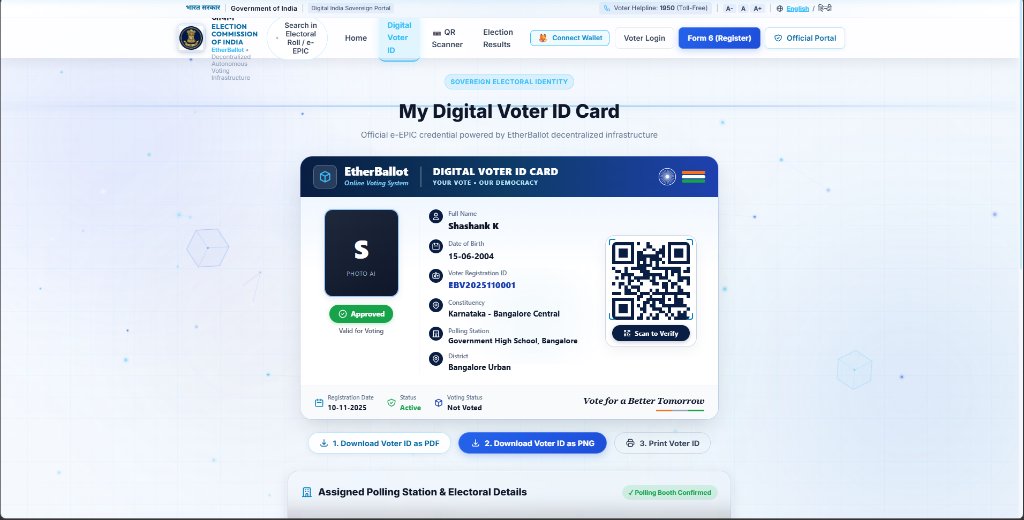 भारत सरकार | Government of India | Digital India Sovereign Portal
Voter Helpline: 1950 (Toll-Free)
A- A A+
English / हिन्दी
ELECTION
COMMISSION
OF INDIA
EtherBallot •
Decentralized
Autonomous
Voting
Infrastructure
Search in
Electoral
Roll / e-
EPIC
Home
Digital
Voter
ID
QR
Scanner
Election
Results
Connect Wallet
Voter Login
Form 6 (Register)
Official Portal
SOVEREIGN ELECTORAL IDENTITY
My Digital Voter ID Card
Official e-EPIC credential powered by EtherBallot decentralized infrastructure
EtherBallot
Online Voting System
DIGITAL VOTER ID CARD
YOUR VOTE • OUR DEMOCRACY
S
PHOTO AI
Approved
Valid for Voting
Full Name
Shashank K
Date of Birth
15-06-2004
Voter Registration ID
EBV2025110001
Constituency
Karnataka - Bangalore Central
Polling Station
Government High School, Bangalore
District
Bangalore Urban
Scan to Verify
Registration Date
10-11-2025
Status
Active
Voting Status
Not Voted
Vote for a Better Tomorrow
1. Download Voter ID as PDF
2. Download Voter ID as PNG
3. Print Voter ID
Assigned Polling Station & Electoral Details
✓ Polling Booth Confirmed